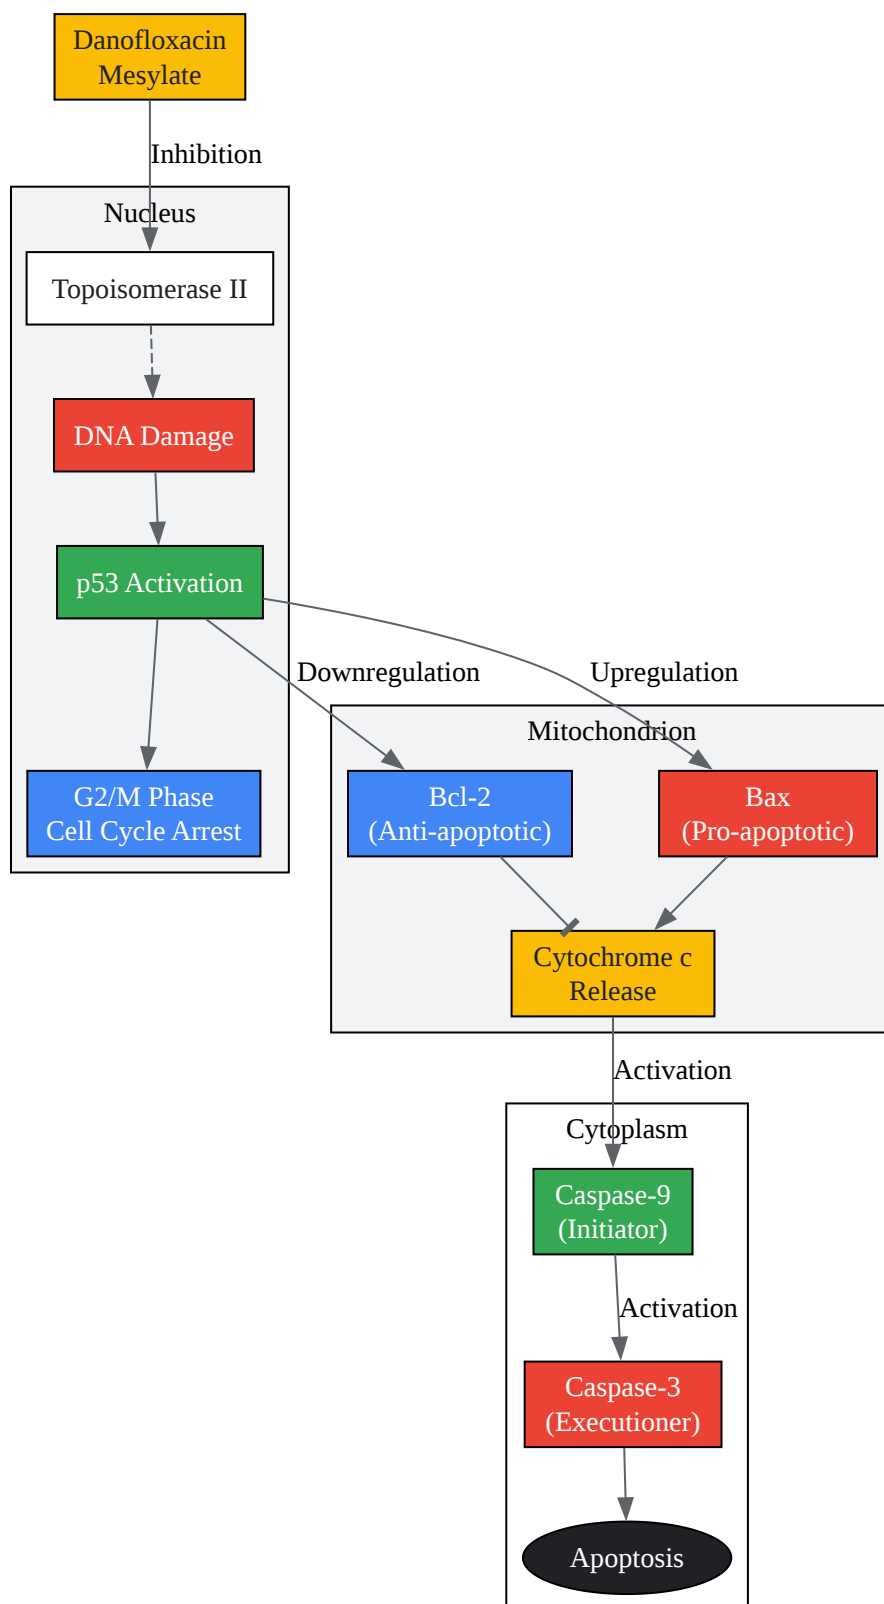 Danofloxacin
Mesylate
Inhibition
Nucleus
Topoisomerase II
DNA Damage
p53 Activation
Downregulation
Upregulation
Mitochondrion
G2/M Phase
Cell Cycle Arrest
Bcl-2
(Anti-apoptotic)
Bax
(Pro-apoptotic)
Cytochrome c
Release
Activation
Cytoplasm
Caspase-9
(Initiator)
Activation
Caspase-3
(Executioner)
Apoptosis